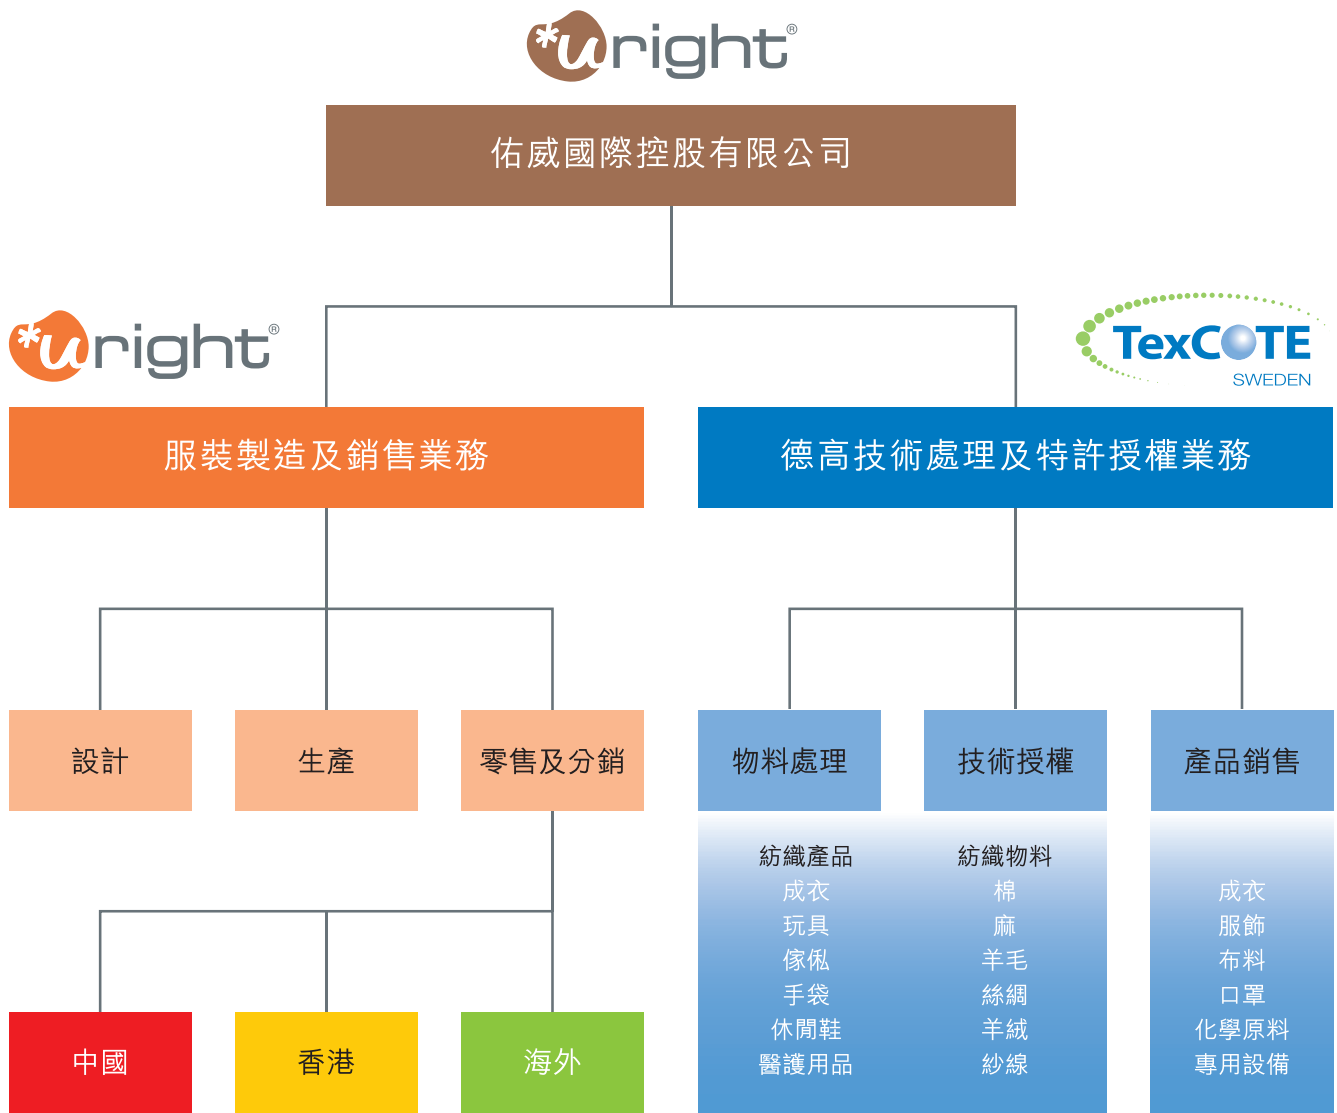 *uright®
佑威國際控股有限公司
*uright®
TexCOTE
SWEDEN
服裝製造及銷售業務
德高技術處理及特許授權業務
設計
生產
零售及分銷
物料處理
技術授權
產品銷售
紡織產品
成衣
玩具
傢俬
手袋
休閒鞋
醫護用品
紡織物料
棉
麻
羊毛
絲綢
羊絨
紗線
成衣
服飾
布料
口罩
化學原料
專用設備
中國
香港
海外